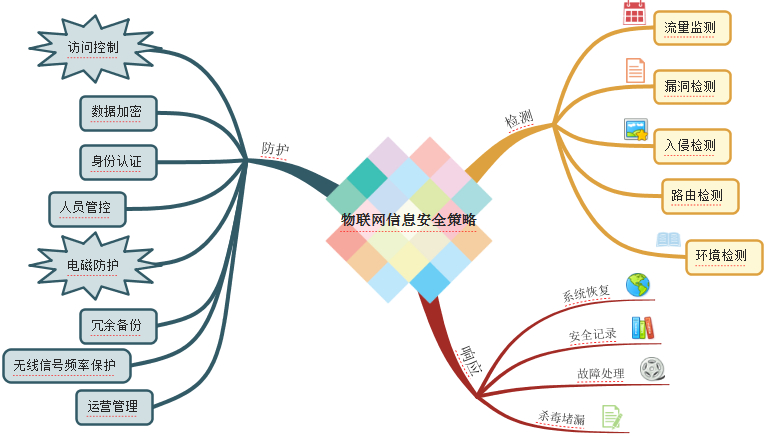 物联网信息安全策略
防护
访问控制
数据加密
身份认证
人员管控
电磁防护
冗余备份
无线信号频率保护
运营管理
检测
流量监测
漏洞检测
入侵检测
路由检测
环境检测
响应
系统恢复
安全记录
故障处理
杀毒堵漏